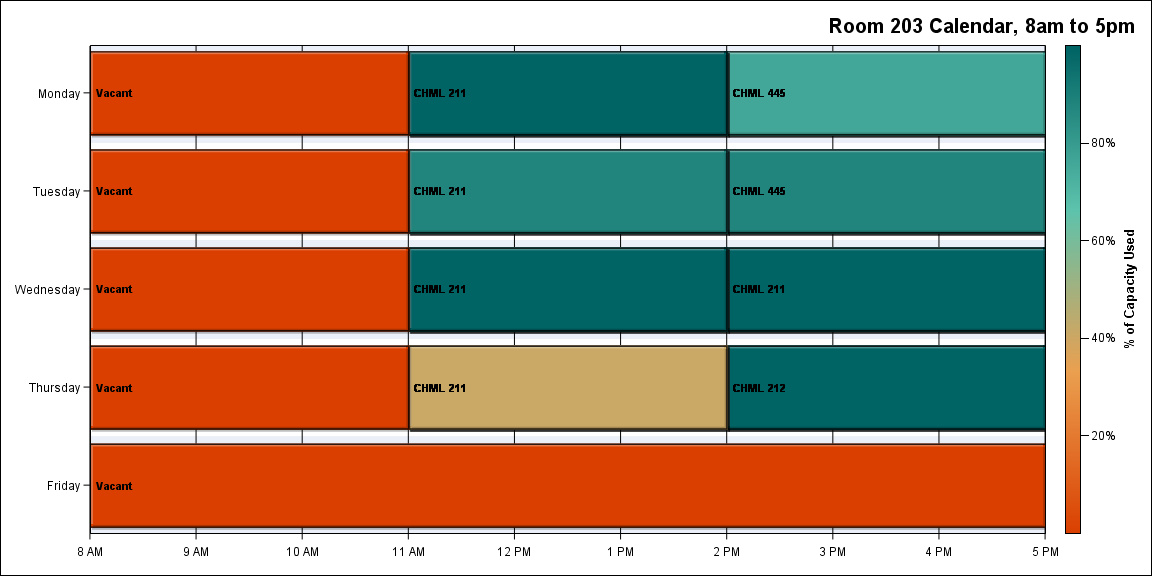 Room 203 Calendar, 8am to 5pm
Monday
Vacant
CHML 211
CHML 445
Tuesday
Vacant
CHML 211
CHML 445
Wednesday
Vacant
CHML 211
CHML 211
Thursday
Vacant
CHML 211
CHML 212
Friday
Vacant
8 AM
9 AM
10 AM
11 AM
12 PM
1 PM
2 PM
3 PM
4 PM
5 PM
80%
60%
40%
20%
% of Capacity Used